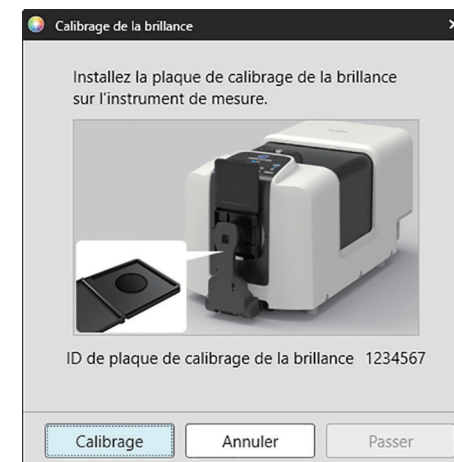 Calibrage de la brillance
Installez la plaque de calibrage de la brillance
sur l'instrument de mesure.
ID de plaque de calibrage de la brillance 1234567
Calibrage Annuler Passer